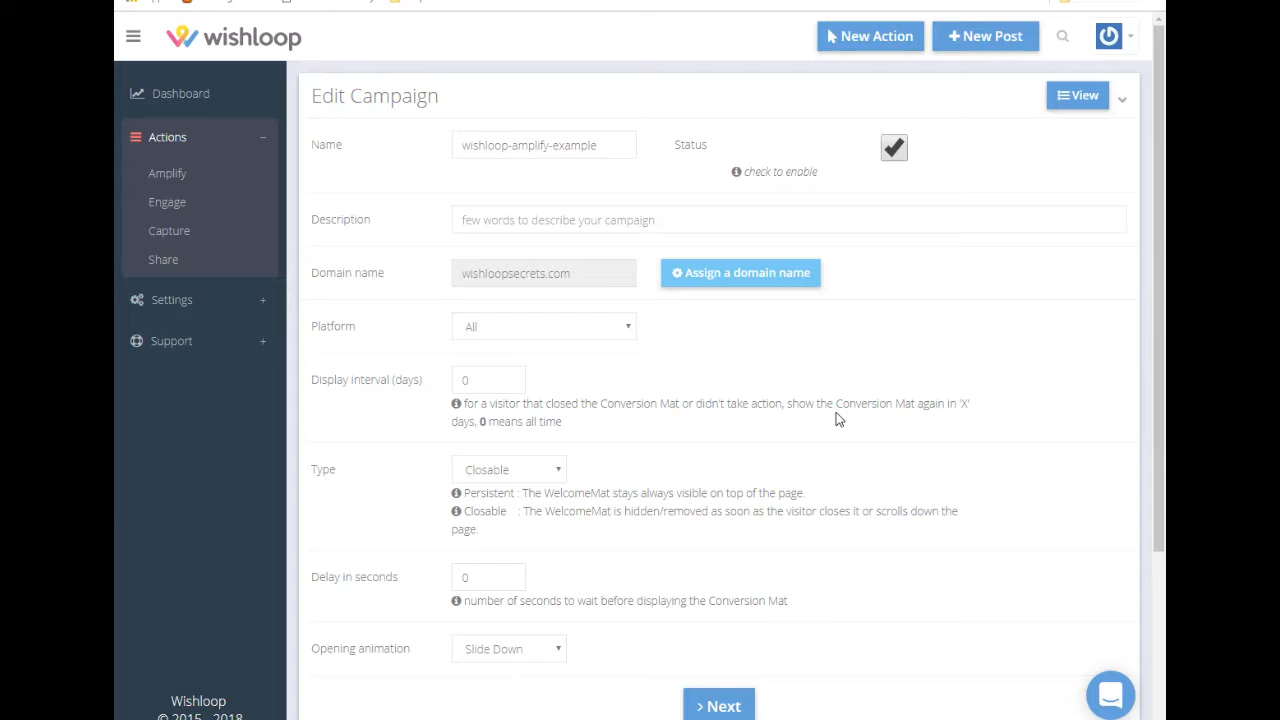 wishloop
New Action
New Post
Dashboard
Actions
Amplify
Engage
Capture
Share
Settings
Support
Wishloop
© 2015 - 2018
Edit Campaign
View
Name
wishloop-amplify-example
Status
check to enable
Description
few words to describe your campaign
Domain name
wishloopsecrets.com
Assign a domain name
Platform
All
Display interval (days)
0
for a visitor that closed the Conversion Mat or didn't take action, show the Conversion Mat again in 'X'
days, 0 means all time
Type
Closable
Persistent : The WelcomeMat stays always visible on top of the page.
Closable : The WelcomeMat is hidden/removed as soon as the visitor closes it or scrolls down the
page.
Delay in seconds
0
number of seconds to wait before displaying the Conversion Mat
Opening animation
Slide Down
> Next